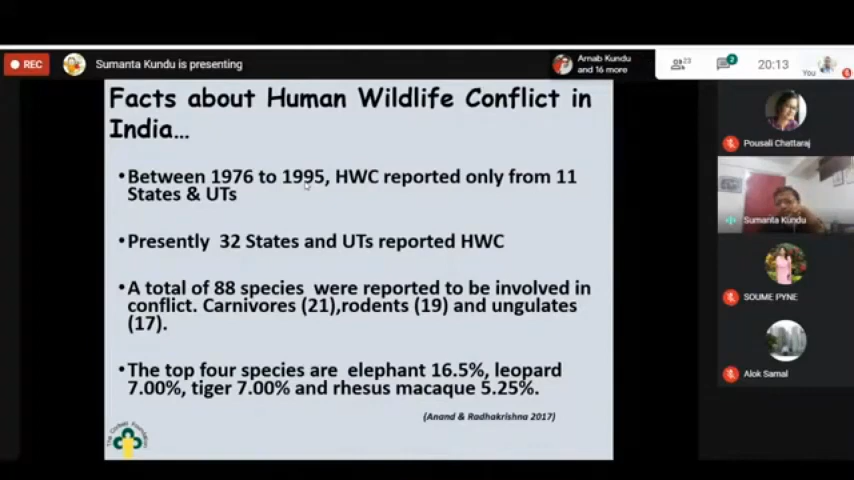 REC
Sumanta Kundu is presenting
Arnab Kundu
and 16 more
23
2
20:13
You
Facts about Human Wildlife Conflict in
India...
•Between 1976 to 1995, HWC reported only from 11
States & UTs
•Presently 32 States and UTs reported HWC
•A total of 88 species were reported to be involved in
conflict. Carnivores (21),rodents (19) and ungulates
(17).
•The top four species are elephant 16.5%, leopard
7.00%, tiger 7.00% and rhesus macaque 5.25%.
(Anand & Radhakrishna 2017)
The Corbett Foundation
Pousali Chattaraj
Sumanta Kundu
SOUME PYNE
Alok Samal